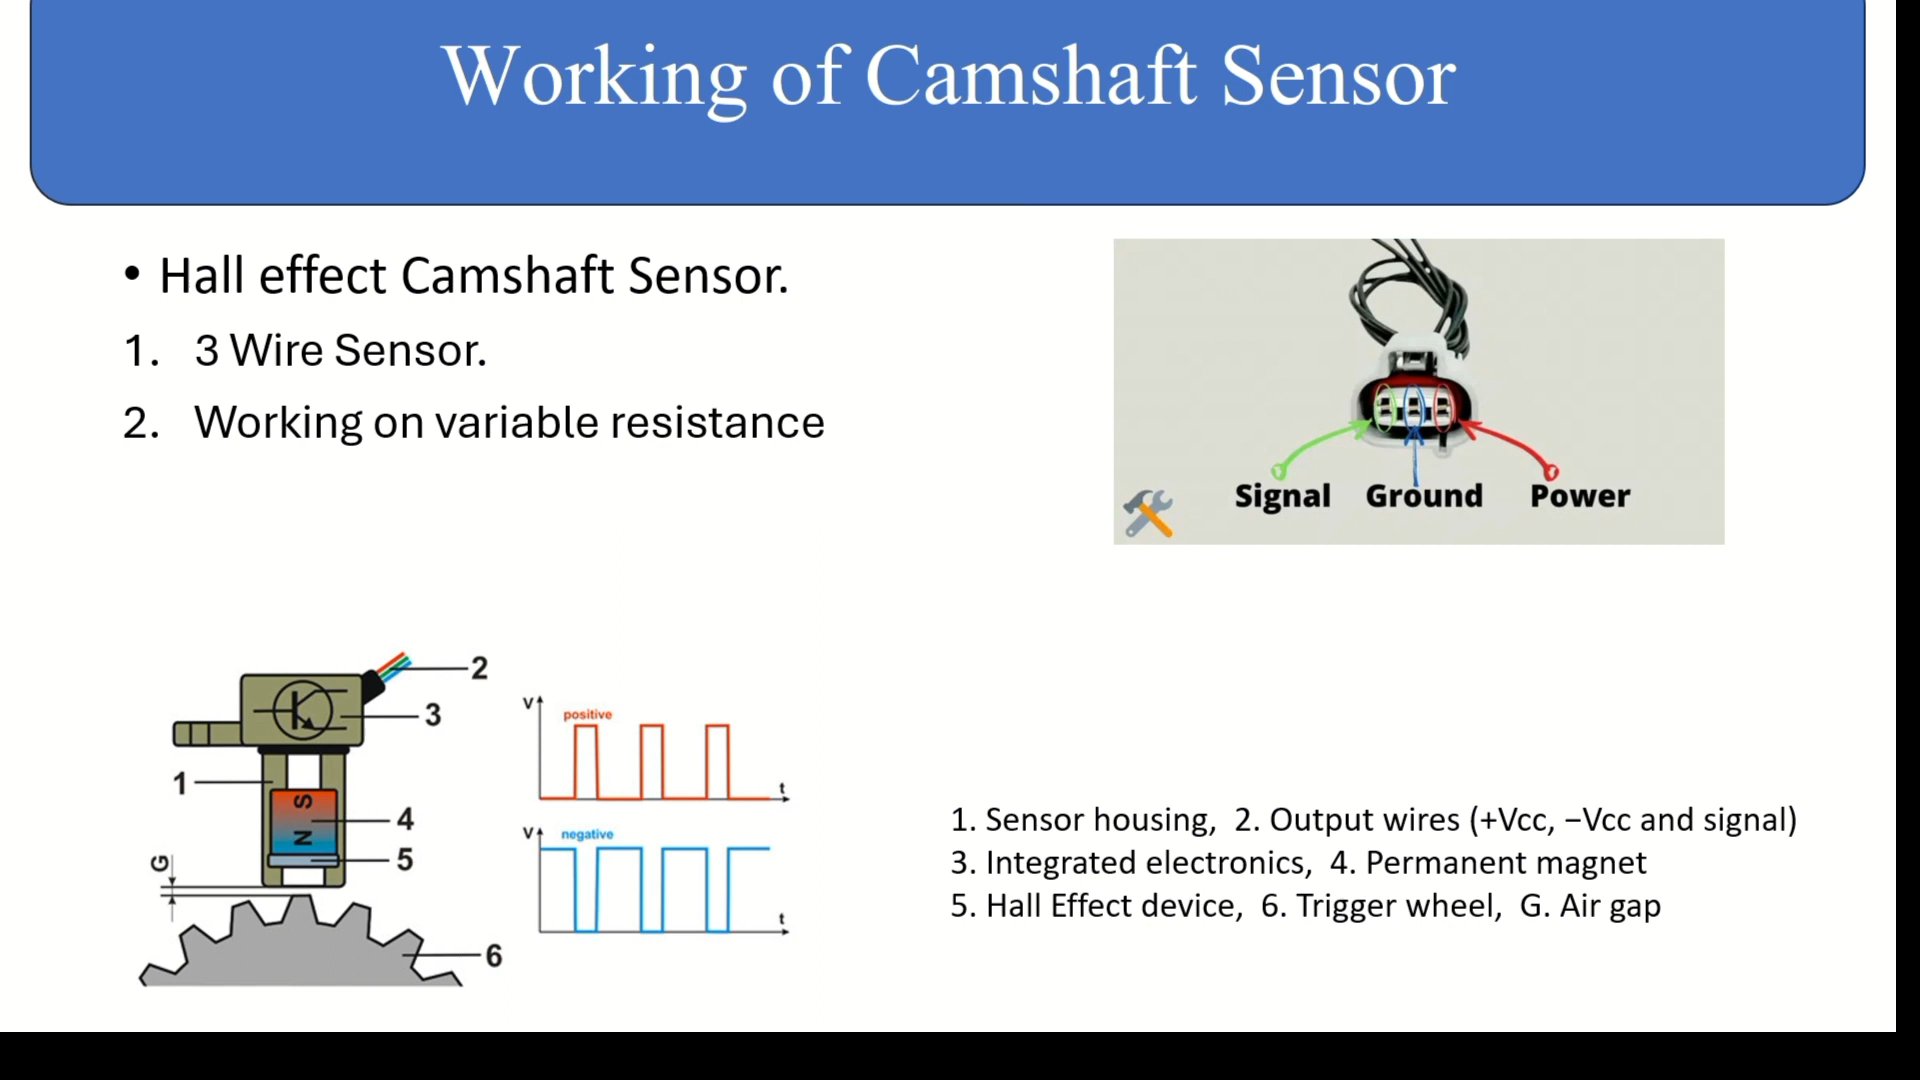 Working of Camshaft Sensor
• Hall effect Camshaft Sensor.
1. 3 Wire Sensor.
2. Working on variable resistance
Signal Ground Power
2
3
1
S
N
4
5
G
6
V
positive
t
V
negative
t
1. Sensor housing, 2. Output wires (+Vcc, −Vcc and signal)
3. Integrated electronics, 4. Permanent magnet
5. Hall Effect device, 6. Trigger wheel, G. Air gap